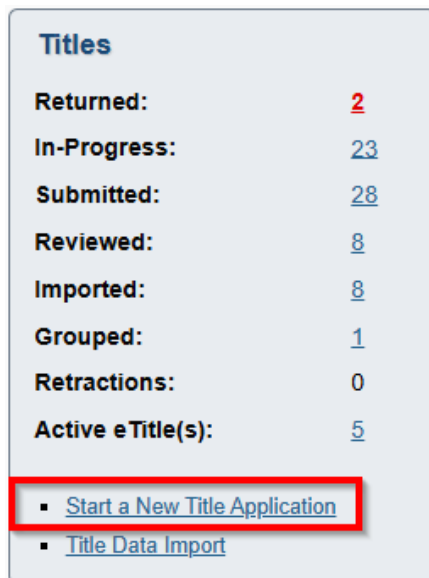 Titles
Returned: 2
In-Progress: 23
Submitted: 28
Reviewed: 8
Imported: 8
Grouped: 1
Retractions: 0
Active eTitle(s): 5
▪ Start a New Title Application
▪ Title Data Import